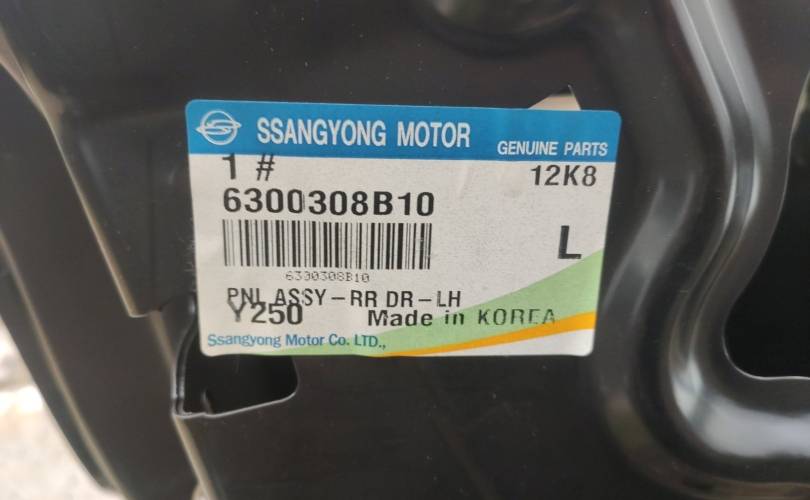 SSANGYONG MOTOR GENUINE PARTS
1 # 12K8
6300308B10
L
6300308B10
PNL ASSY-RR DR-LH
Y250 Made in KOREA
Ssangyong Motor Co. LTD.,